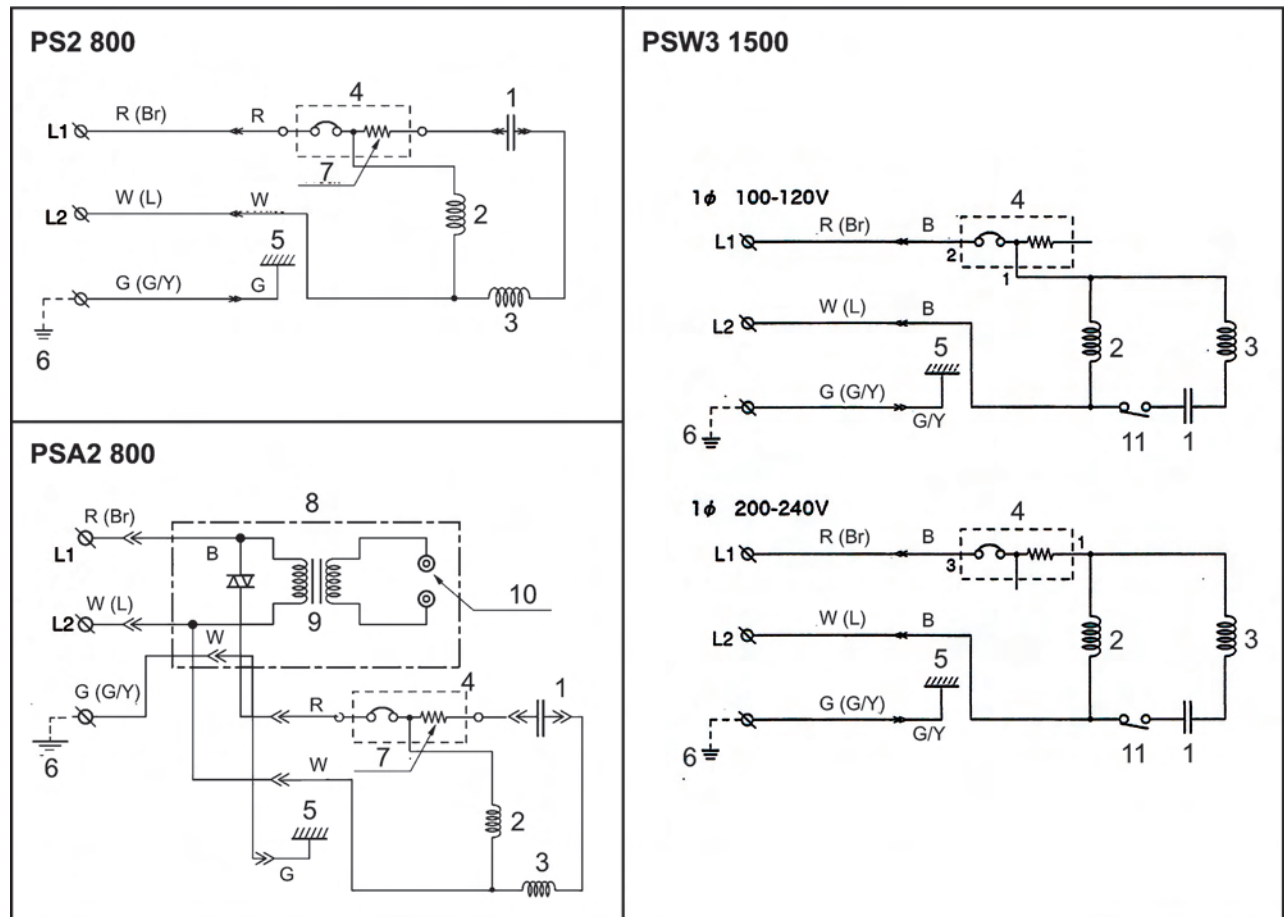 PS2 800
4
1
R (Br)
R
L1
7
W (L)
W
L2
2
5
G (G/Y)
G
3
6
PSA2 800
8
R (Br)
B
L1
10
W (L)
9
L2
W
G (G/Y)
4
1
R
7
6
W
5
2
3
G
PSW3 1500
1ϕ 100-120V
4
R (Br)
B
L1
2
1
W (L)
B
L2
5
2
3
G (G/Y)
G/Y
6
11
1
1ϕ 200-240V
4
R (Br)
B
1
L1
3
W (L)
B
L2
5
2
3
G (G/Y)
G/Y
6
11
1